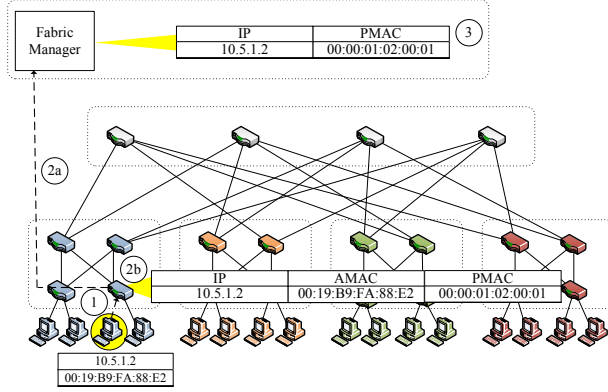 Fabric
Manager
IP PMAC
10.5.1.2 00:00:01:02:00:01
3
2a
2b
IP AMAC PMAC
10.5.1.2 00:19:B9:FA:88:E2 00:00:01:02:00:01
1
10.5.1.2
00:19:B9:FA:88:E2